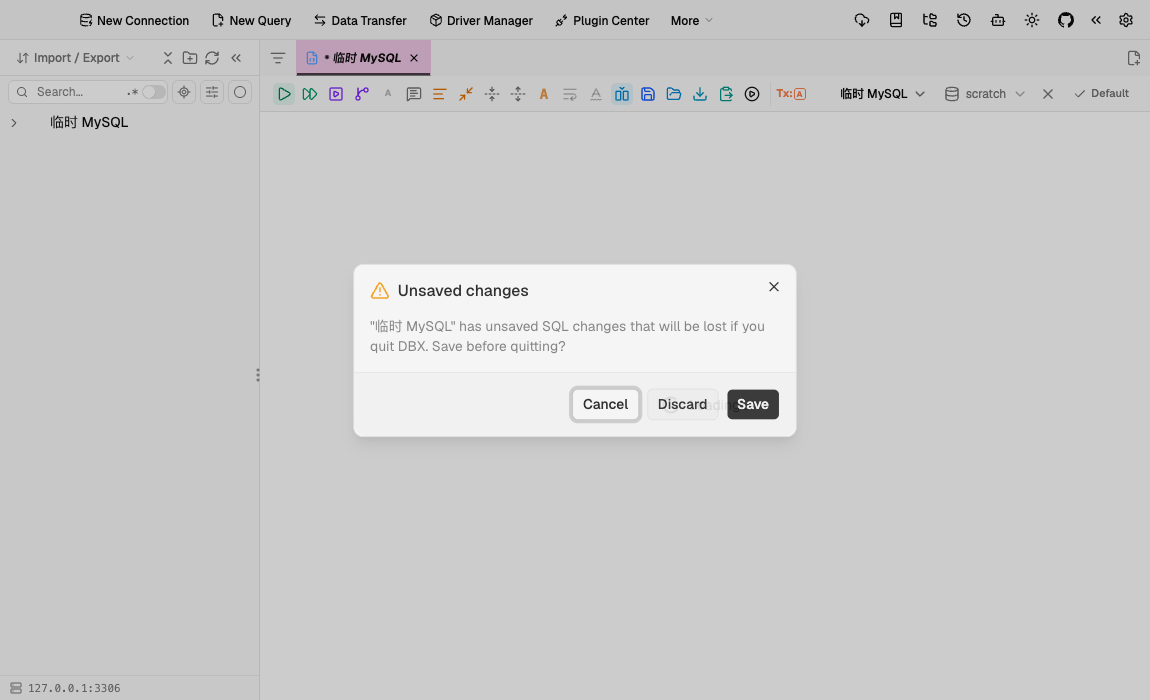 New Connection New Query Data Transfer Driver Manager Plugin Center More
Import / Export
* 临时 MySQL
Search... .*
Tx:A 临时 MySQL scratch Default
临时 MySQL
Unsaved changes
"临时 MySQL" has unsaved SQL changes that will be lost if you
quit DBX. Save before quitting?
Cancel Discard Save
127.0.0.1:3306